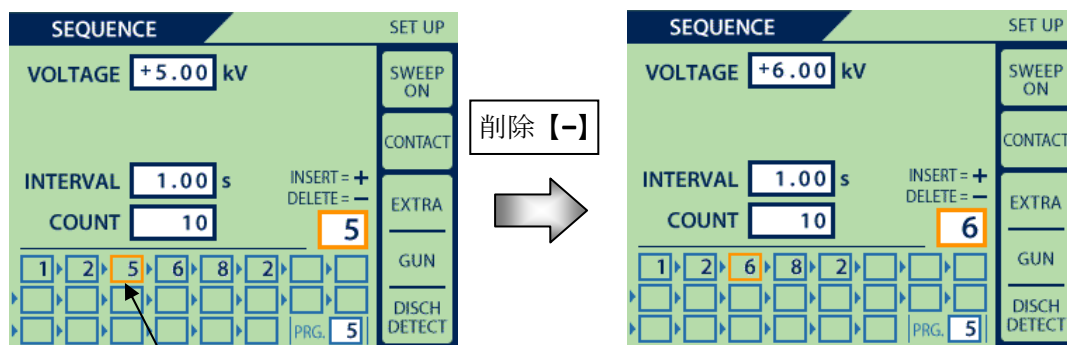 SEQUENCE SET UP
VOLTAGE +5.00 kV
SWEEP ON
CONTACT
INTERVAL 1.00 s
INSERT = +
DELETE = −
EXTRA
COUNT 10
5
GUN
1 2 5 6 8 2
DISCH DETECT
PRG. 5
削除【−】
SEQUENCE SET UP
VOLTAGE +6.00 kV
SWEEP ON
CONTACT
INTERVAL 1.00 s
INSERT = +
DELETE = −
EXTRA
COUNT 10
6
GUN
1 2 6 8 2
DISCH DETECT
PRG. 5